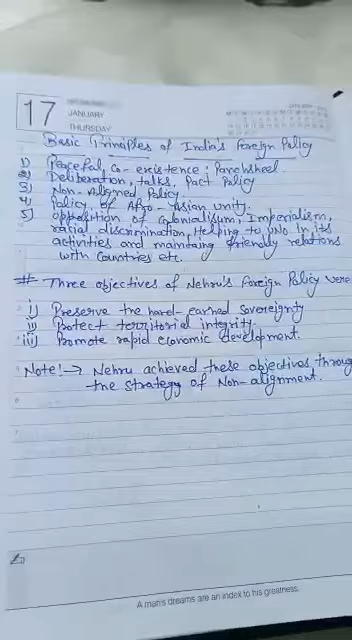 17
JANUARY
THURSDAY
Basic Principles of India's Foreign Policy
1) Peaceful co-existence; Panchsheel.
2) Deliberation, talks, Pact Policy
3) Non-Aligned Policy
4) Policy of Afro-Asian unity.
5) opposition of Colonialism, Imperialism,
racial discrimination, Helping to UNO in its
activities and maintaing friendly relations
with Countries etc.
# Three objectives of Nehru's Foreign Policy were
i) Preserve the hard-earned sovereignty
ii) Protect territorial integrity.
iii) Promote rapid economic development.
Note:→ Nehru achieved these objectives through
the strategy of Non-alignment.
A man's dreams are an index to his greatness.